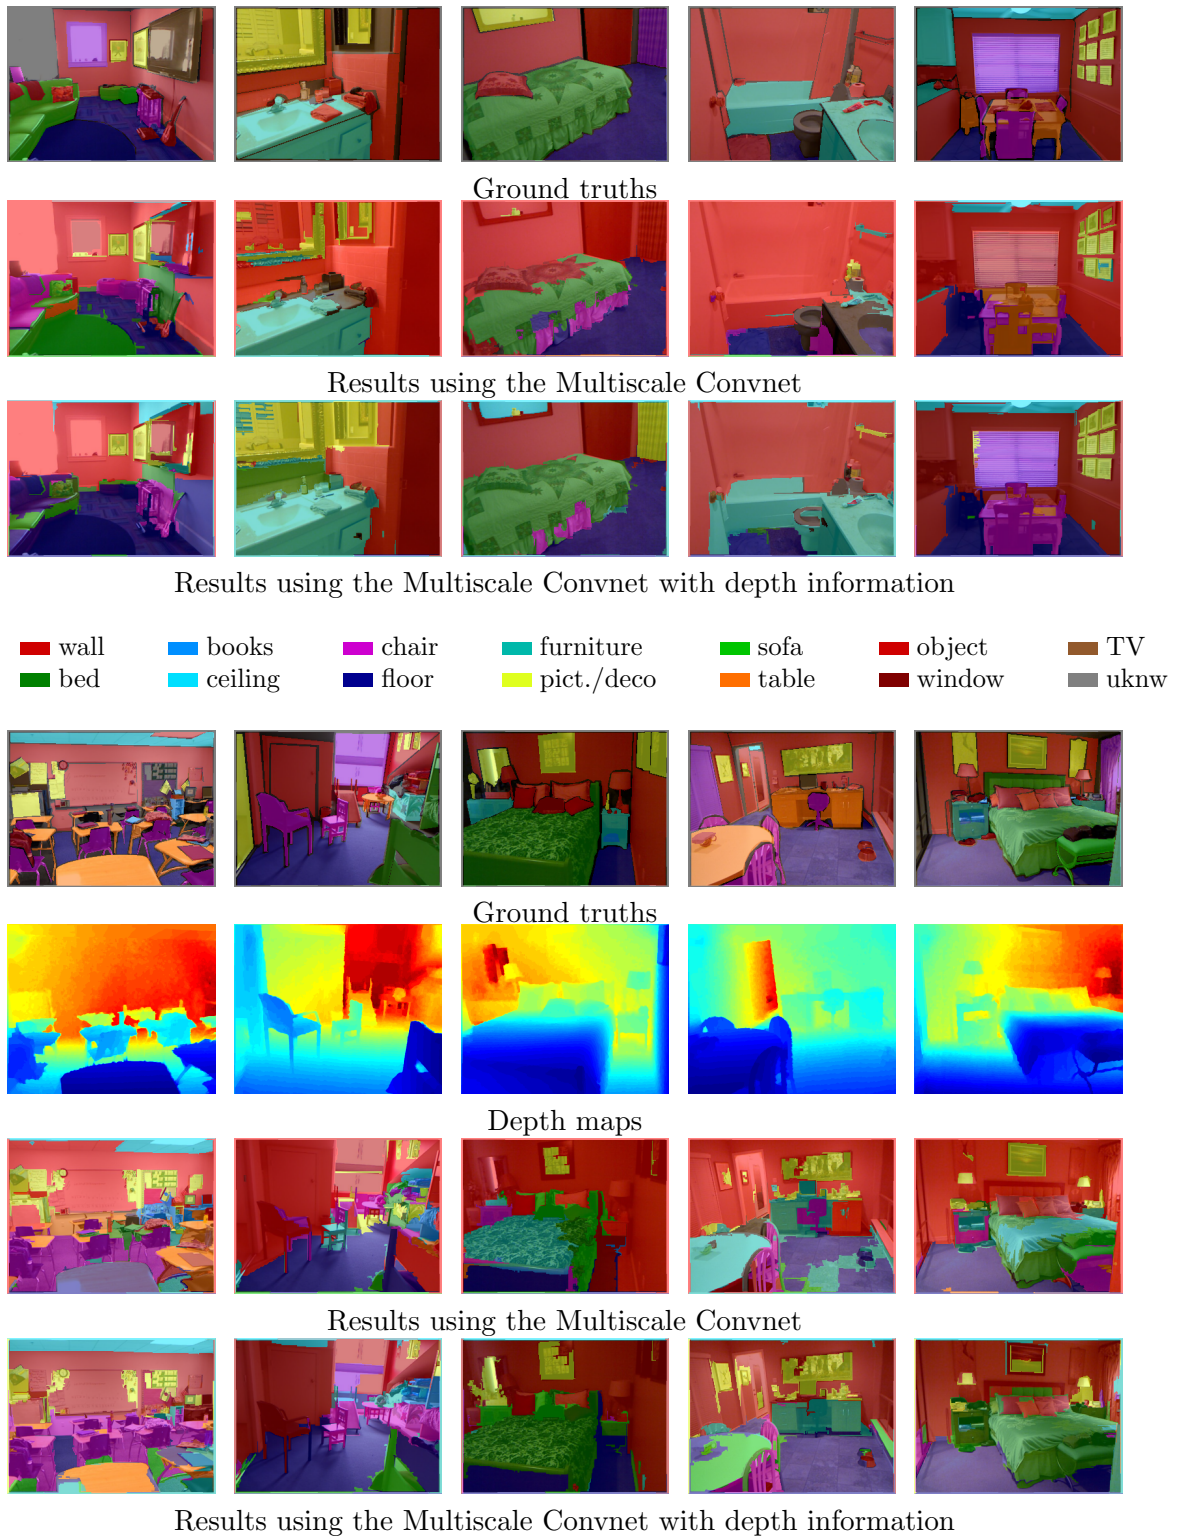 Ground truths
Results using the Multiscale Convnet
Results using the Multiscale Convnet with depth information
wall books chair furniture sofa object TV
bed ceiling floor pict./deco table window uknw
Ground truths
Depth maps
Results using the Multiscale Convnet
Results using the Multiscale Convnet with depth information